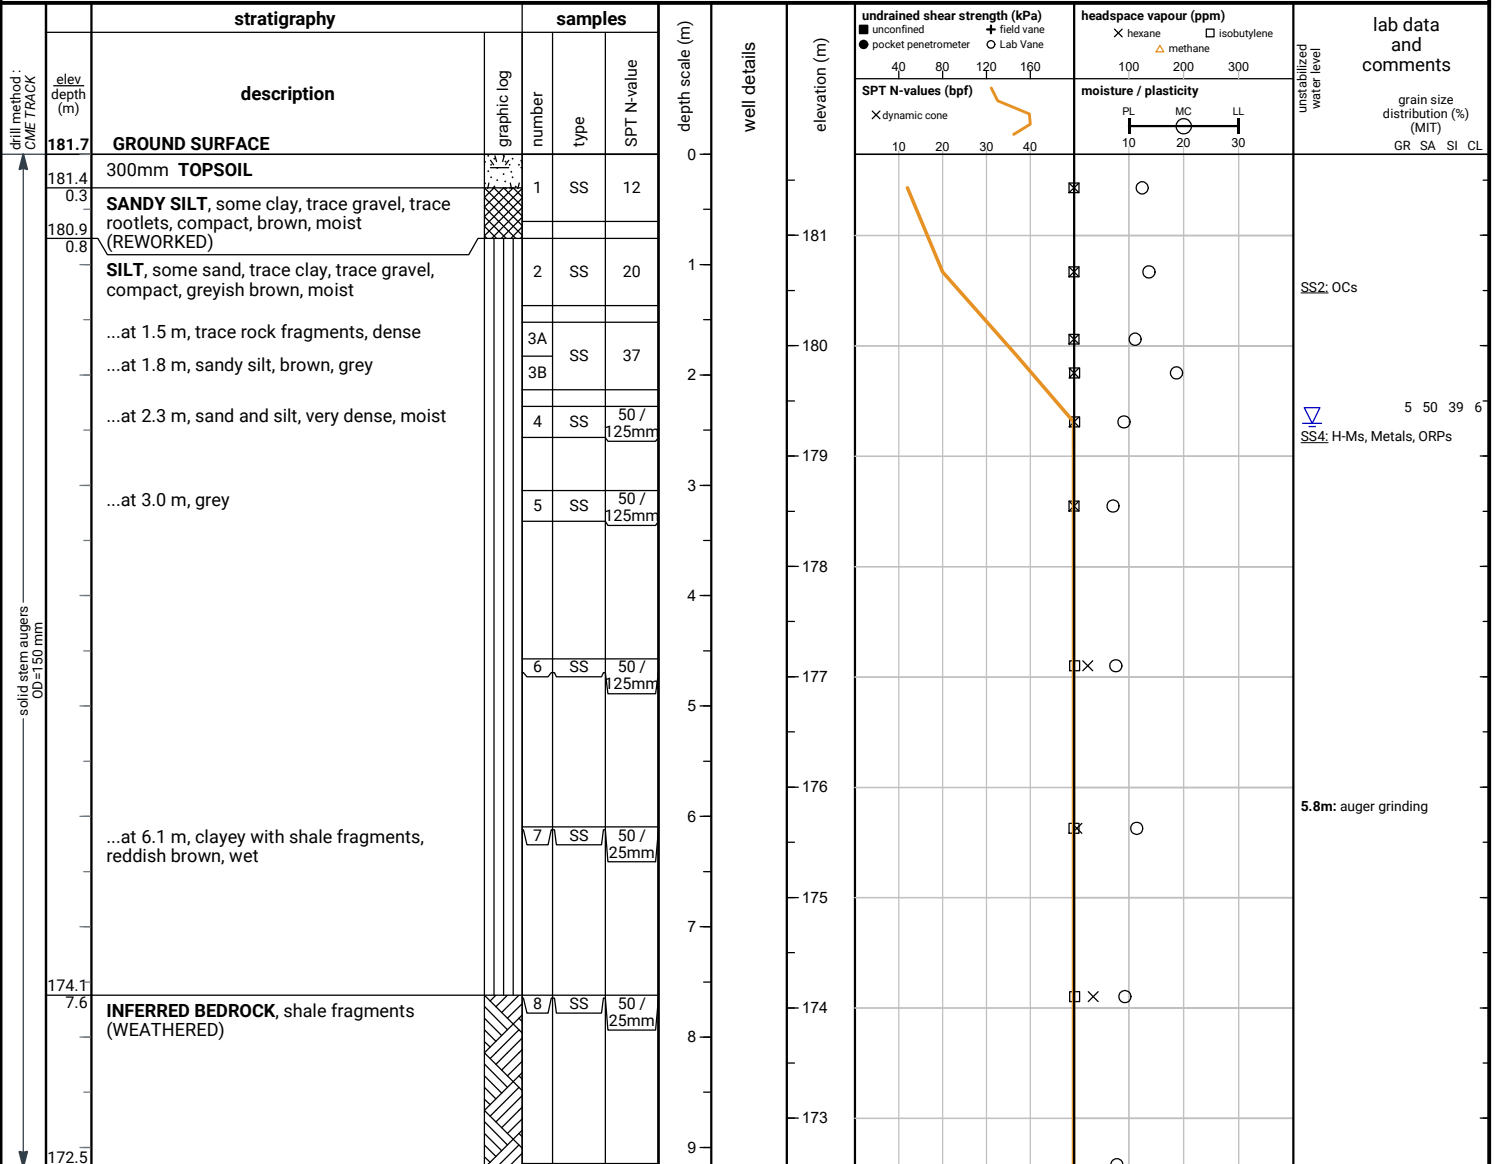 drill method :
CME TRACK
stratigraphy
samples
elev
depth
(m)
description
graphic log
number
type
SPT N-value
depth scale (m)
well details
elevation (m)
undrained shear strength (kPa)
unconfined
field vane
pocket penetrometer
Lab Vane
40 80 120 160
SPT N-values (bpf)
dynamic cone
10 20 30 40
headspace vapour (ppm)
hexane
isobutylene
methane
100 200 300
moisture / plasticity
PL MC LL
10 20 30
unstabilized
water level
lab data
and
comments
grain size
distribution (%)
(MIT)
GR SA SI CL
181.7 GROUND SURFACE
0
181.4
0.3
300mm TOPSOIL
1 SS 12
SANDY SILT, some clay, trace gravel, trace
rootlets, compact, brown, moist
(REWORKED)
180.9
0.8
181
SILT, some sand, trace clay, trace gravel,
compact, greyish brown, moist
2 SS 20
1
SS2: OCs
...at 1.5 m, trace rock fragments, dense
3A
SS 37
180
...at 1.8 m, sandy silt, brown, grey
3B
2
...at 2.3 m, sand and silt, very dense, moist
4 SS 50 /
125mm
5 50 39 6
SS4: H-Ms, Metals, ORPs
179
3
...at 3.0 m, grey
5 SS 50 /
125mm
178
4
6 SS 50 /
125mm
177
5
solid stem augers
OD=150 mm
176
5.8m: auger grinding
6
...at 6.1 m, clayey with shale fragments,
reddish brown, wet
7 SS 50 /
25mm
175
7
174.1
7.6
INFERRED BEDROCK, shale fragments
(WEATHERED)
8 SS 50 /
25mm
174
8
173
9
172.5